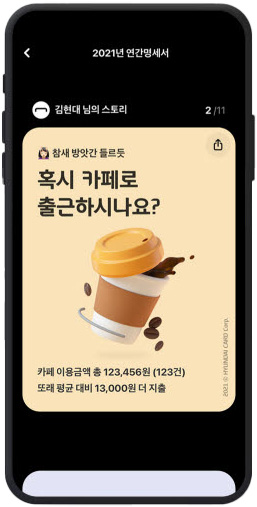 2021년 연간명세서
김현대 님의 스토리
2 /11
참새 방앗간 들르듯
혹시 카페로
출근하시나요?
카페 이용금액 총 123,456원 (123건)
또래 평균 대비 13,000원 더 지출
2021 © HYUNDAI CARD Corp.